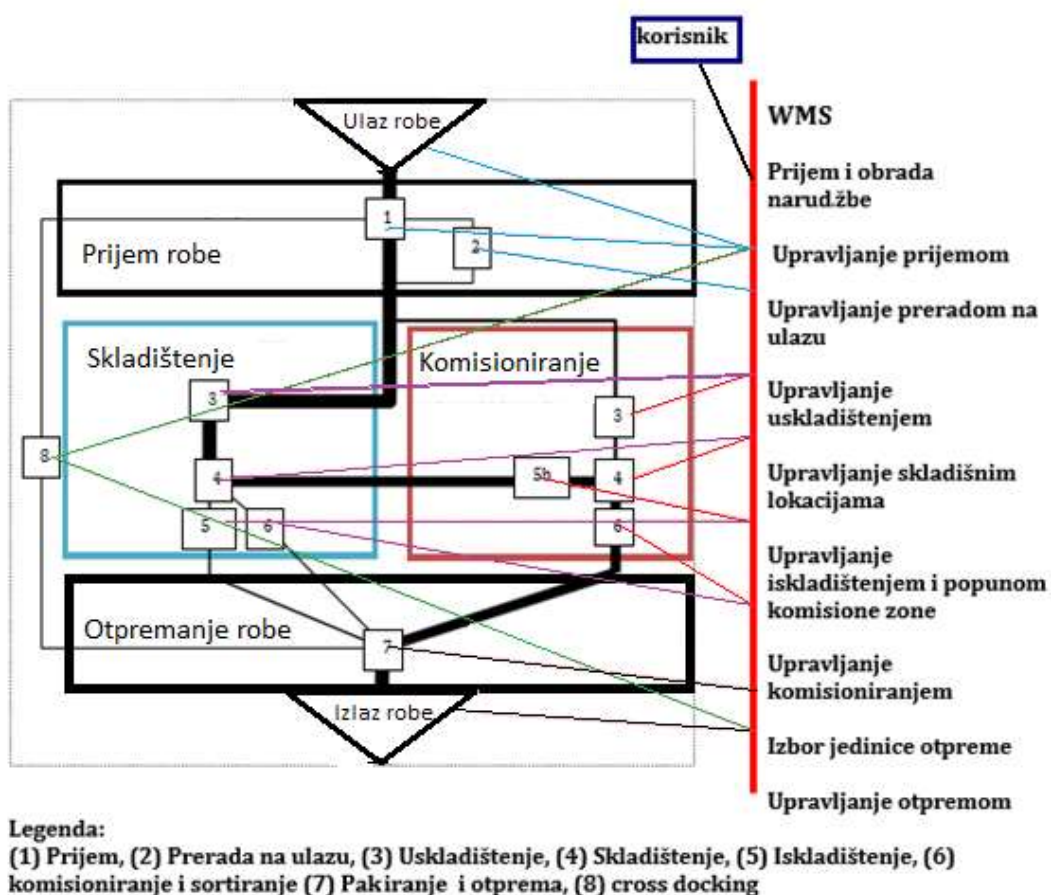 korisnik
WMS
Ulaz robe
Prijem i obrada
narudžbe
1
2
Prijem robe
Upravljanje prijemom
Upravljanje preradom na
ulazu
Skladištenje
Komisioniranje
3
3
Upravljanje
uskladištenjem
8
4
5b
4
Upravljanje skladišnim
lokacijama
5
6
6
Upravljanje
iskladištenjem i popunom
komisione zone
Otpremanje robe
7
Upravljanje
komisioniranjem
Izlaz robe
Izbor jedinice otpreme
Upravljanje otpremom
Legenda:
(1) Prijem, (2) Prerada na ulazu, (3) Uskladištenje, (4) Skladištenje, (5) Iskladištenje, (6)
komisioniranje i sortiranje (7) Pakiranje i otprema, (8) cross docking